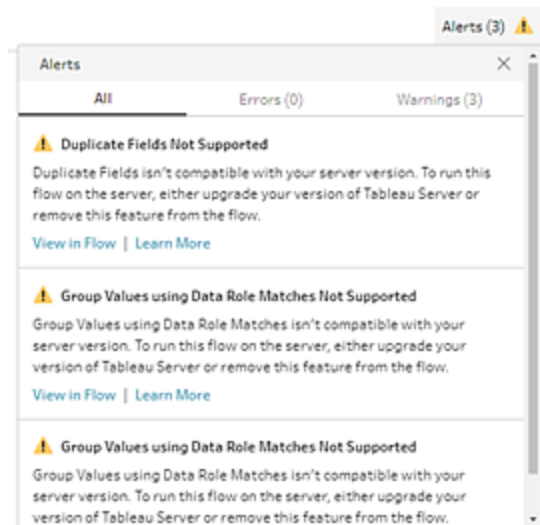 Alerts (3)
Alerts
All Errors (0) Warnings (3)
Duplicate Fields Not Supported
Duplicate Fields isn't compatible with your server version. To run this
flow on the server, either upgrade your version of Tableau Server or
remove this feature from the flow.
View in Flow | Learn More
Group Values using Data Role Matches Not Supported
Group Values using Data Role Matches isn't compatible with your
server version. To run this flow on the server, either upgrade your
version of Tableau Server or remove this feature from the flow.
View in Flow | Learn More
Group Values using Data Role Matches Not Supported
Group Values using Data Role Matches isn't compatible with your
server version. To run this flow on the server, either upgrade your
version of Tableau Server or remove this feature from the flow.